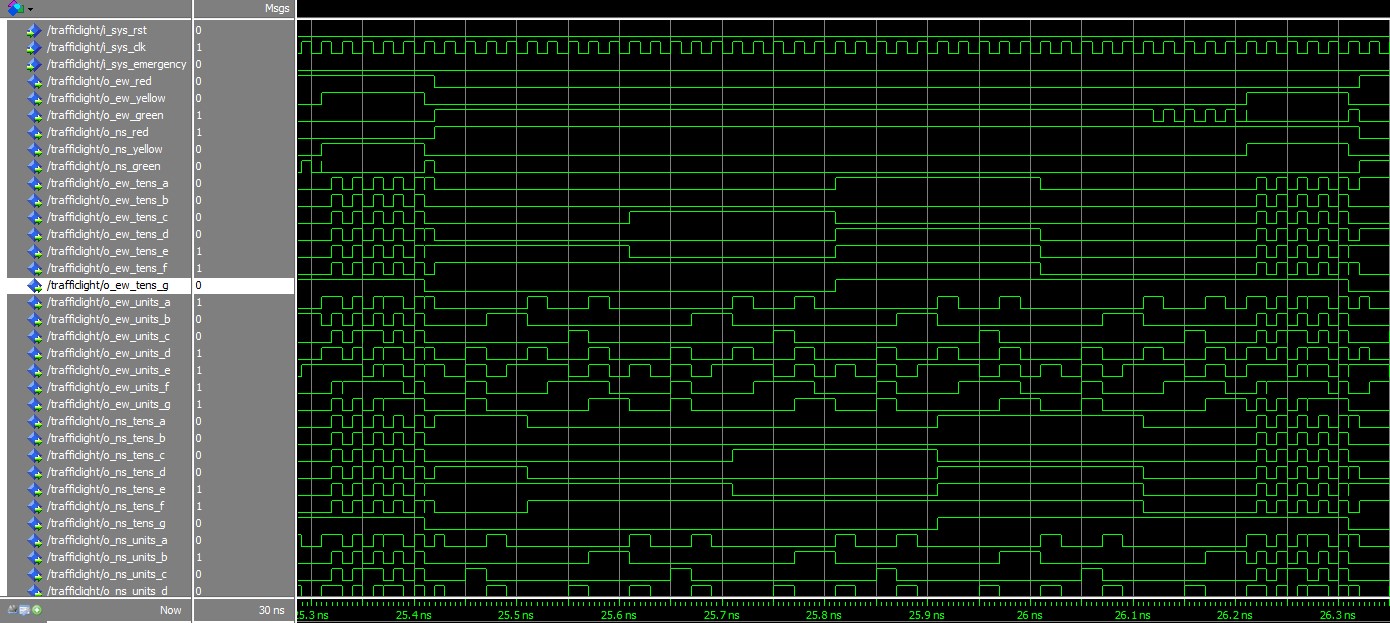 Msgs
/trafficlight/i_sys_rst 0
/trafficlight/i_sys_clk 1
/trafficlight/i_sys_emergency 0
/trafficlight/o_ew_red 0
/trafficlight/o_ew_yellow 0
/trafficlight/o_ew_green 1
/trafficlight/o_ns_red 1
/trafficlight/o_ns_yellow 0
/trafficlight/o_ns_green 0
/trafficlight/o_ew_tens_a 0
/trafficlight/o_ew_tens_b 0
/trafficlight/o_ew_tens_c 0
/trafficlight/o_ew_tens_d 0
/trafficlight/o_ew_tens_e 1
/trafficlight/o_ew_tens_f 1
/trafficlight/o_ew_tens_g 0
/trafficlight/o_ew_units_a 1
/trafficlight/o_ew_units_b 0
/trafficlight/o_ew_units_c 0
/trafficlight/o_ew_units_d 1
/trafficlight/o_ew_units_e 1
/trafficlight/o_ew_units_f 1
/trafficlight/o_ew_units_g 1
/trafficlight/o_ns_tens_a 0
/trafficlight/o_ns_tens_b 0
/trafficlight/o_ns_tens_c 0
/trafficlight/o_ns_tens_d 0
/trafficlight/o_ns_tens_e 1
/trafficlight/o_ns_tens_f 1
/trafficlight/o_ns_tens_g 0
/trafficlight/o_ns_units_a 0
/trafficlight/o_ns_units_b 1
/trafficlight/o_ns_units_c 0
/trafficlight/o_ns_units_d 0
Now 30 ns 5.3 ns 25.4 ns 25.5 ns 25.6 ns 25.7 ns 25.8 ns 25.9 ns 26 ns 26.1 ns 26.2 ns 26.3 ns